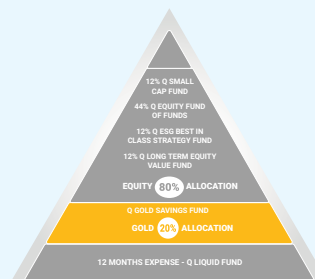 12% Q SMALL
CAP FUND
44% Q EQUITY FUND
OF FUNDS
12% Q ESG BEST IN
CLASS STRATEGY FUND
12% Q LONG TERM EQUITY
VALUE FUND
EQUITY 80% ALLOCATION
Q GOLD SAVINGS FUND
GOLD 20% ALLOCATION
12 MONTHS EXPENSE - Q LIQUID FUND